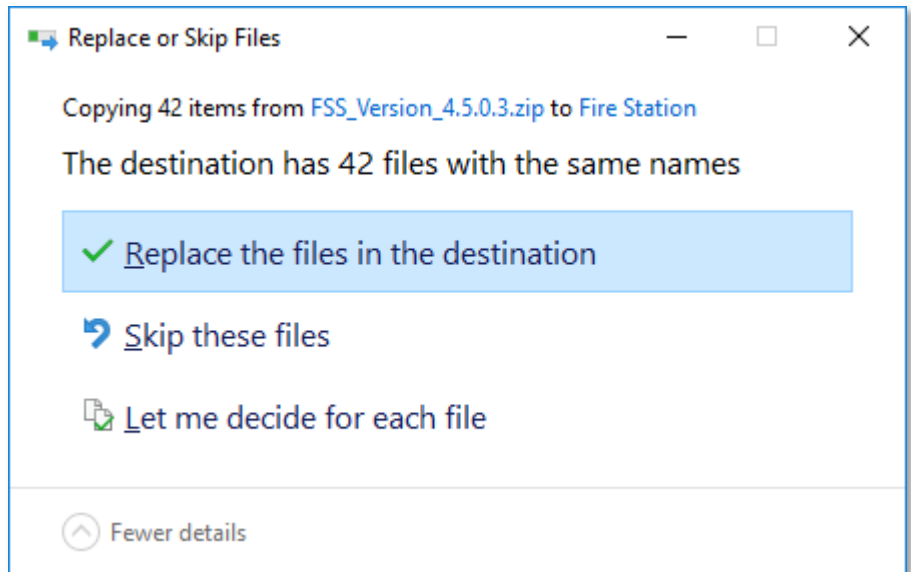 Replace or Skip Files
Copying 42 items from FSS_Version_4.5.0.3.zip to Fire Station
The destination has 42 files with the same names
Replace the files in the destination
Skip these files
Let me decide for each file
Fewer details